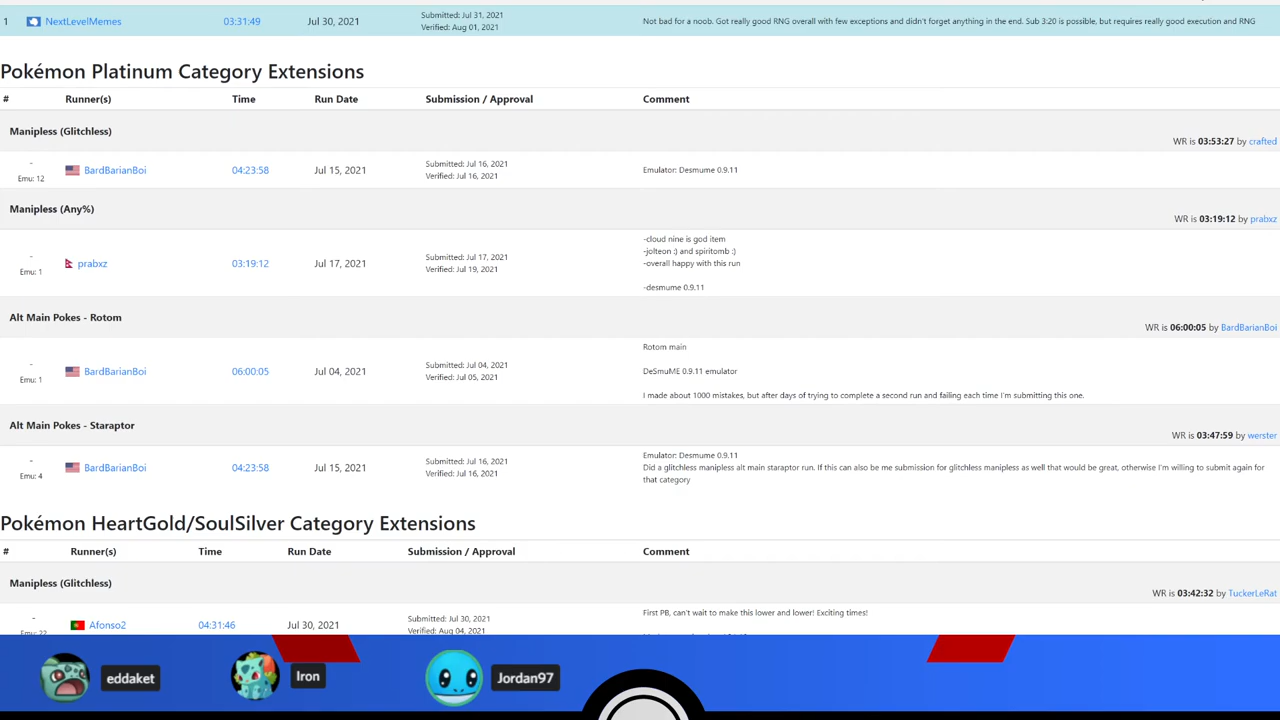 1 NextLevelMemes 03:31:49 Jul 30, 2021 Submitted: Jul 31, 2021 Not bad for a noob. Got really good RNG overall with few exceptions and didn't forget anything in the end. Sub 3:20 is possible, but requires really good execution and RNG
Verified: Aug 01, 2021
Pokémon Platinum Category Extensions
# Runner(s) Time Run Date Submission / Approval Comment
Manipless (Glitchless)
WR is 03:53:27 by crafted
- BardBarianBoi 04:23:58 Jul 15, 2021 Submitted: Jul 16, 2021 Emulator: Desmume 0.9.11
Emu: 12 Verified: Jul 16, 2021
Manipless (Any%)
WR is 03:19:12 by prabxz
-cloud nine is god item
-jolteon :) and spiritomb :)
- prabxz 03:19:12 Jul 17, 2021 Submitted: Jul 17, 2021 -overall happy with this run
Emu: 1 Verified: Jul 19, 2021
-desmume 0.9.11
Alt Main Pokes - Rotom
WR is 06:00:05 by BardBarianBoi
Rotom main
- BardBarianBoi 06:00:05 Jul 04, 2021 Submitted: Jul 04, 2021 DeSmuME 0.9.11 emulator
Emu: 1 Verified: Jul 05, 2021
I made about 1000 mistakes, but after days of trying to complete a second run and failing each time I'm submitting this one.
Alt Main Pokes - Staraptor
WR is 03:47:59 by werster
Emulator: Desmume 0.9.11
- BardBarianBoi 04:23:58 Jul 15, 2021 Submitted: Jul 16, 2021 Did a glitchless manipless alt main staraptor run. If this can also be me submission for glitchless manipless as well that would be great, otherwise I'm willing to submit again for
Emu: 4 Verified: Jul 16, 2021 that category
Pokémon HeartGold/SoulSilver Category Extensions
# Runner(s) Time Run Date Submission / Approval Comment
Manipless (Glitchless)
WR is 03:42:32 by TuckerLeRat
First PB, can't wait to make this lower and lower! Exciting times!
- Afonso2 04:31:46 Jul 30, 2021 Submitted: Jul 30, 2021
Emu: 22 Verified: Aug 04, 2021
eddaket Iron Jordan97